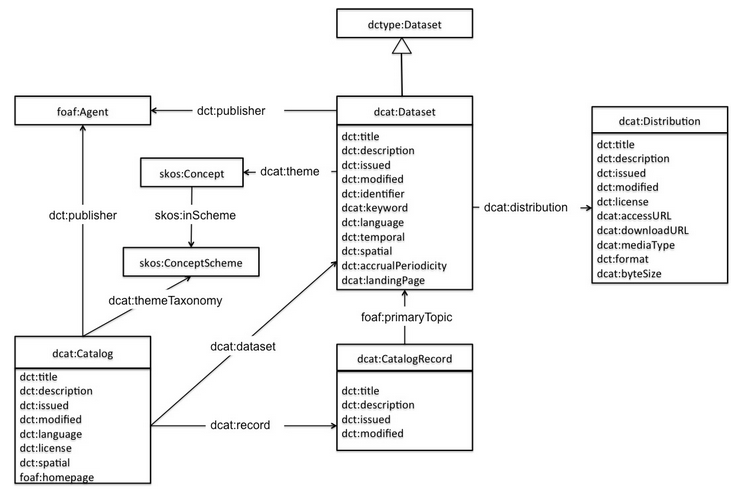 dctype:Dataset
foaf:Agent
dct:publisher
dcat:Dataset
dct:title
dct:description
dct:issued
dct:modified
dct:identifier
dcat:keyword
dct:language
dct:temporal
dct:spatial
dct:accrualPeriodicity
dcat:landingPage
dcat:Distribution
dct:title
dct:description
dct:issued
dct:modified
dct:license
dcat:accessURL
dcat:downloadURL
dcat:mediaType
dct:format
dcat:byteSize
skos:Concept
dcat:theme
dcat:distribution
dct:publisher
skos:inScheme
skos:ConceptScheme
dcat:themeTaxonomy
foaf:primaryTopic
dcat:dataset
dcat:Catalog
dct:title
dct:description
dct:issued
dct:modified
dct:language
dct:license
dct:spatial
foaf:homepage
dcat:record
dcat:CatalogRecord
dct:title
dct:description
dct:issued
dct:modified